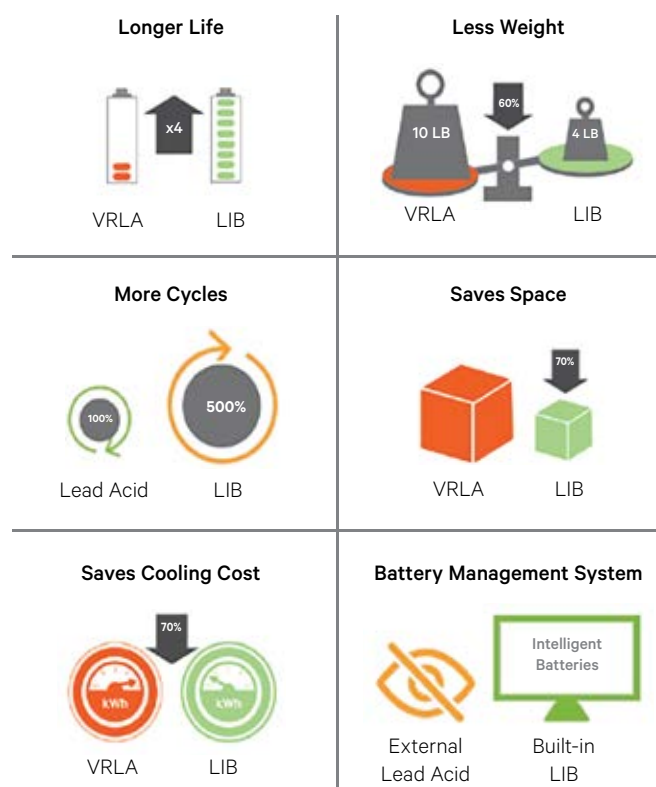 Longer Life
x4
VRLA
LIB
Less Weight
10 LB
60%
4 LB
VRLA
LIB
More Cycles
100%
500%
Lead Acid
LIB
Saves Space
70%
VRLA
LIB
Saves Cooling Cost
70%
kWh
kWh
VRLA
LIB
Battery Management System
Intelligent
Batteries
External
Lead Acid
Built-in
LIB